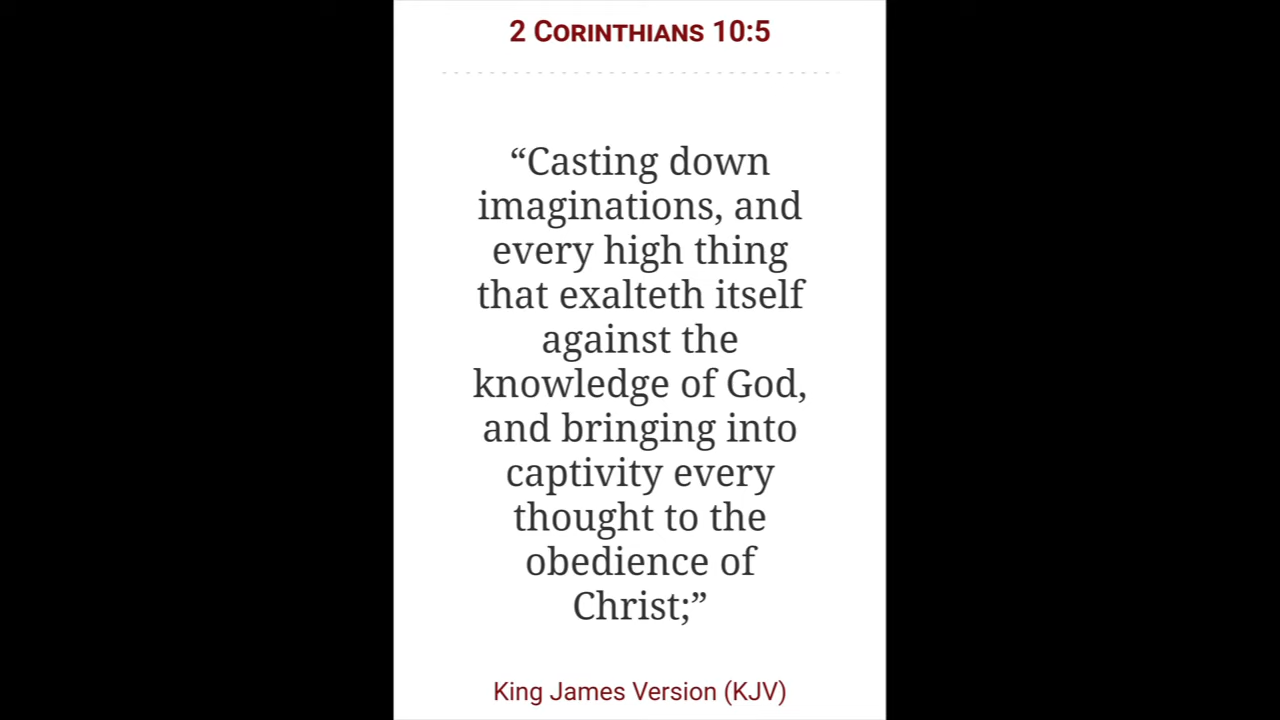 2 Corinthians 10:5
“Casting down
imaginations, and
every high thing
that exalteth itself
against the
knowledge of God,
and bringing into
captivity every
thought to the
obedience of
Christ;”
King James Version (KJV)